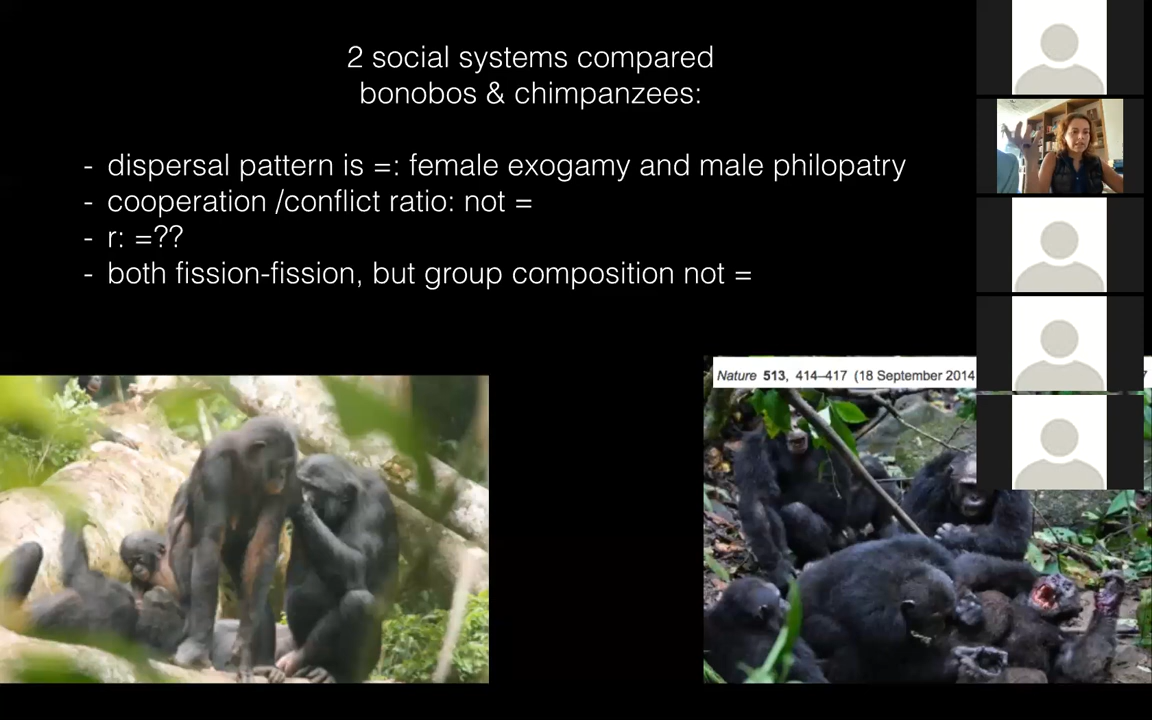 2 social systems compared
bonobos & chimpanzees:
- dispersal pattern is =: female exogamy and male philopatry
- cooperation /conflict ratio: not =
- r: =??
- both fission-fission, but group composition not =
Nature 513, 414–417 (18 September 2014
7